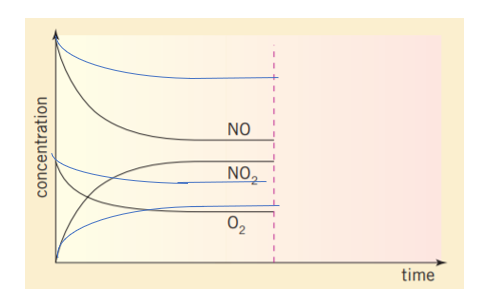 concentration
NO
NO₂
O₂
time